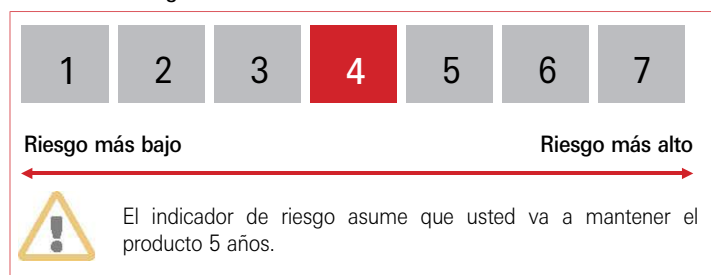 1 2 3 4 5 6 7
Riesgo más bajo Riesgo más alto
El indicador de riesgo asume que usted va a mantener el
producto 5 años.